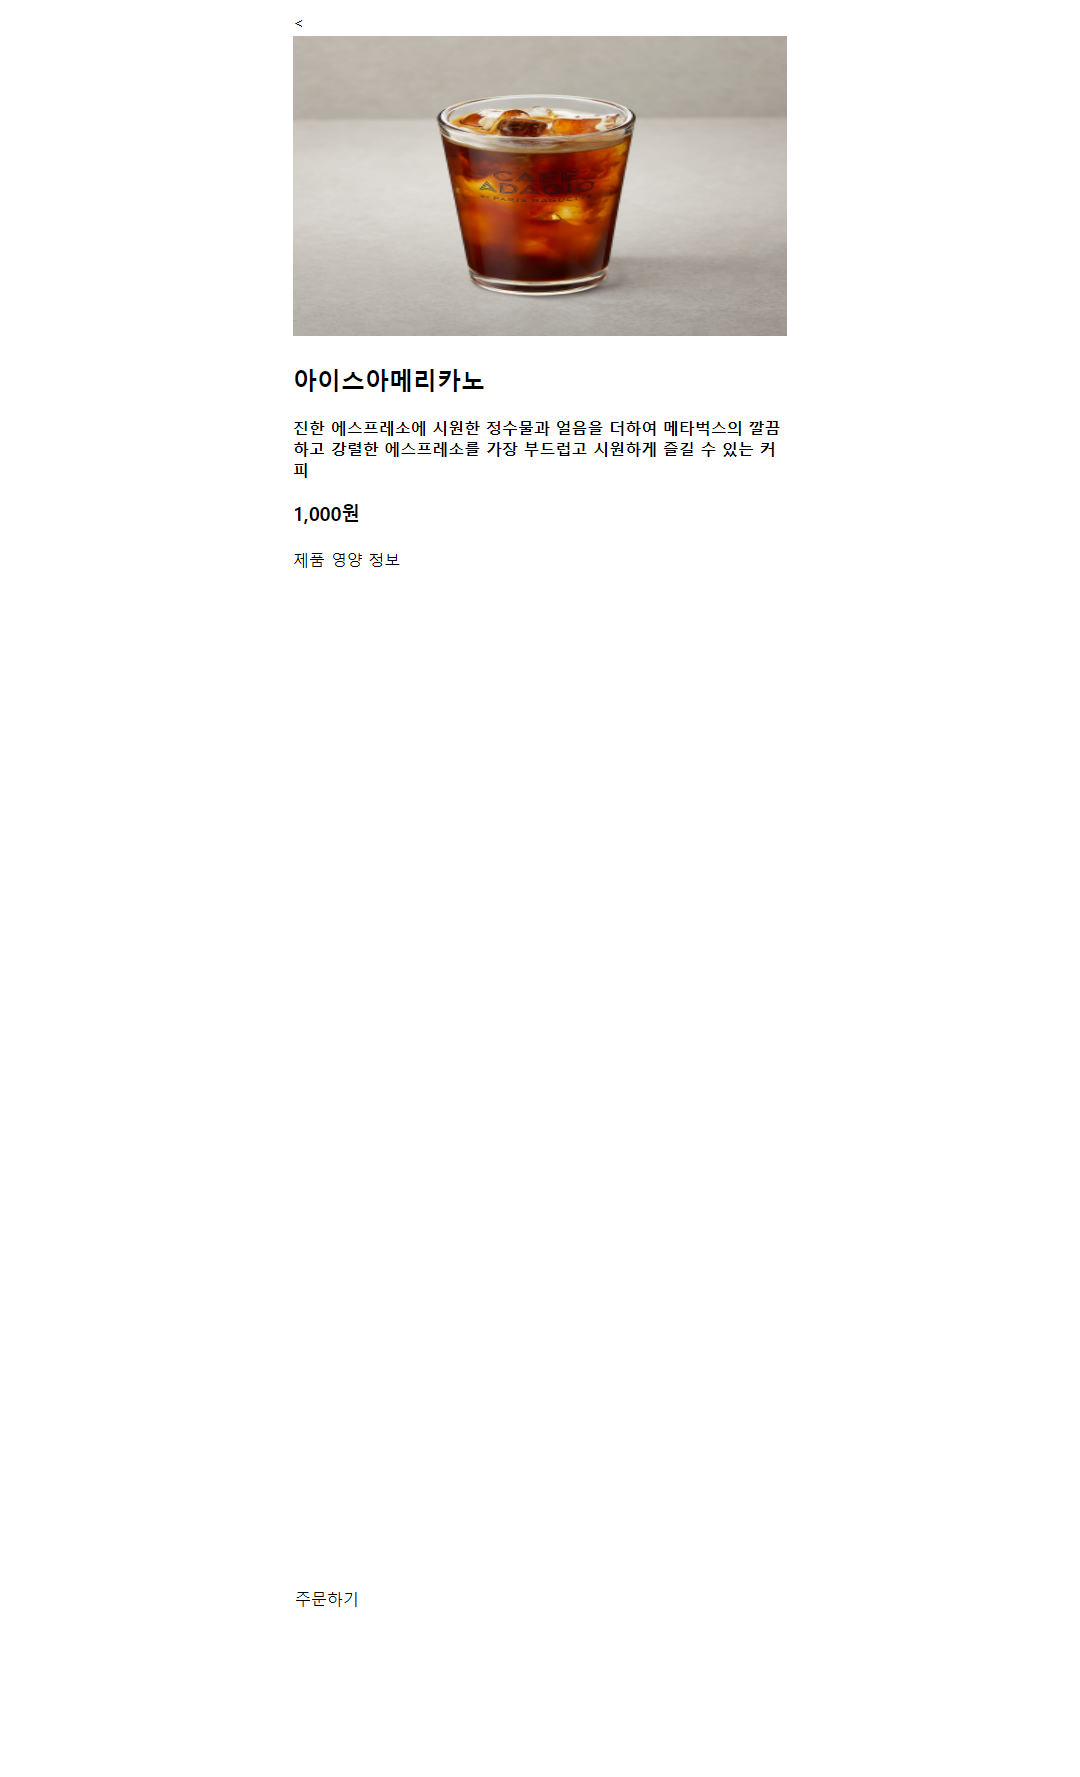 <
CAFE
ADAGIO
BY PARIS BAGUETTE
아이스아메리카노
진한 에스프레소에 시원한 정수물과 얼음을 더하여 메타벅스의 깔끔
하고 강렬한 에스프레소를 가장 부드럽고 시원하게 즐길 수 있는 커
피
1,000원
제품 영양 정보
주문하기